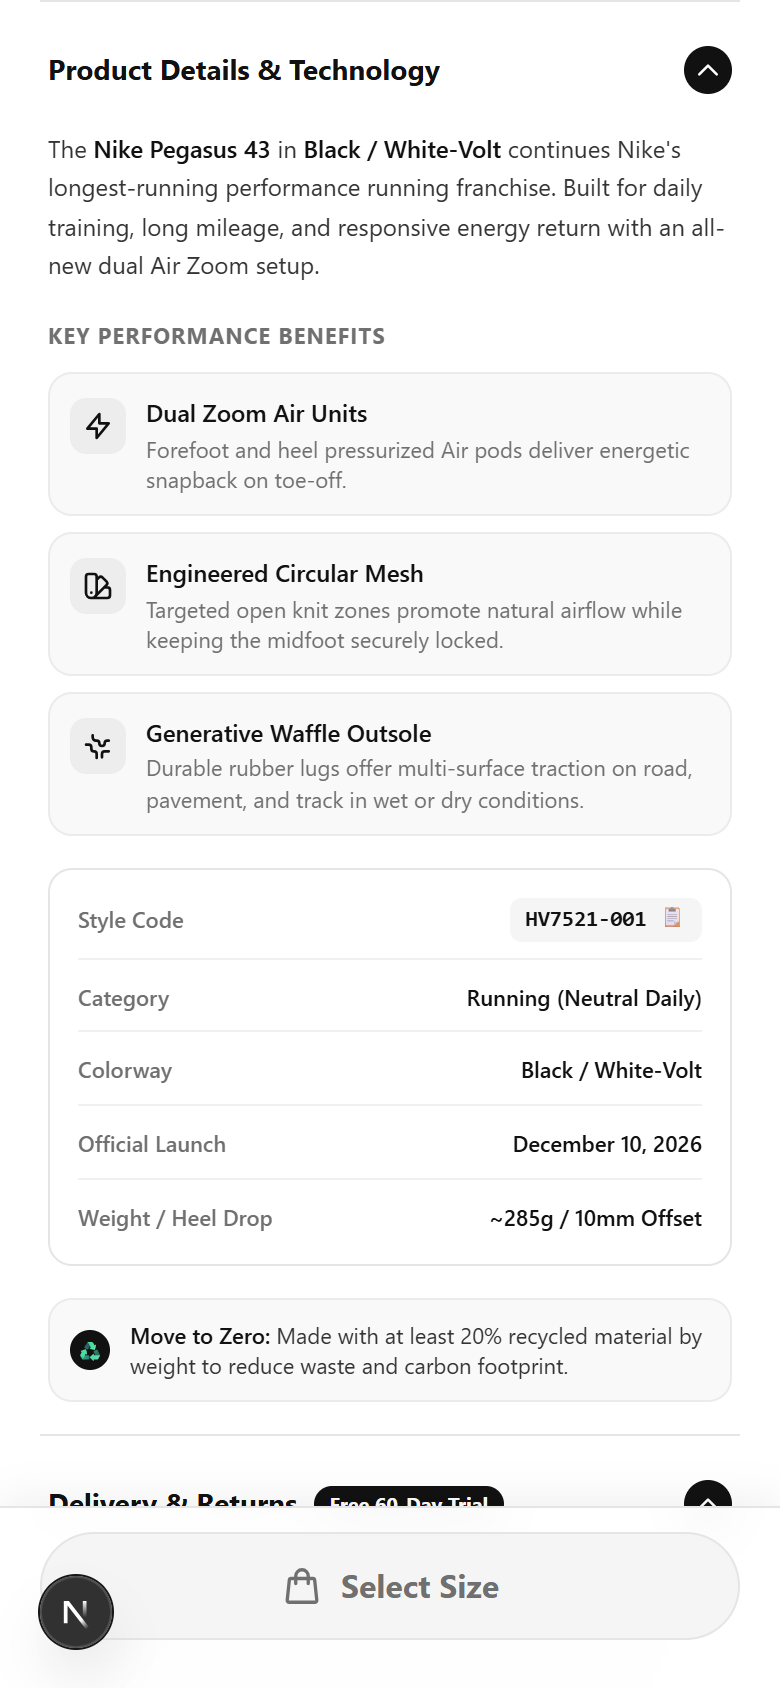 Product Details & Technology
The Nike Pegasus 43 in Black / White-Volt continues Nike's
longest-running performance running franchise. Built for daily
training, long mileage, and responsive energy return with an all-
new dual Air Zoom setup.
KEY PERFORMANCE BENEFITS
Dual Zoom Air Units
Forefoot and heel pressurized Air pods deliver energetic
snapback on toe-off.
Engineered Circular Mesh
Targeted open knit zones promote natural airflow while
keeping the midfoot securely locked.
Generative Waffle Outsole
Durable rubber lugs offer multi-surface traction on road,
pavement, and track in wet or dry conditions.
Style Code HV7521-001
Category Running (Neutral Daily)
Colorway Black / White-Volt
Official Launch December 10, 2026
Weight / Heel Drop ~285g / 10mm Offset
Move to Zero: Made with at least 20% recycled material by
weight to reduce waste and carbon footprint.
Delivery & Returns Free 60-Day Trial
Select Size
N